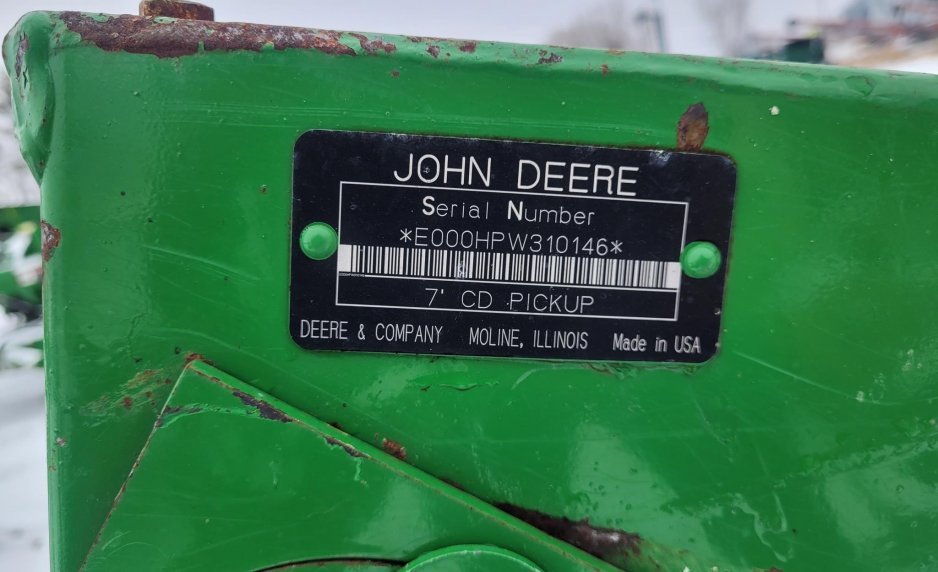 JOHN DEERE
Serial Number
*E000HPW310146*
7' CD PICKUP
DEERE & COMPANY MOLINE, ILLINOIS Made in USA